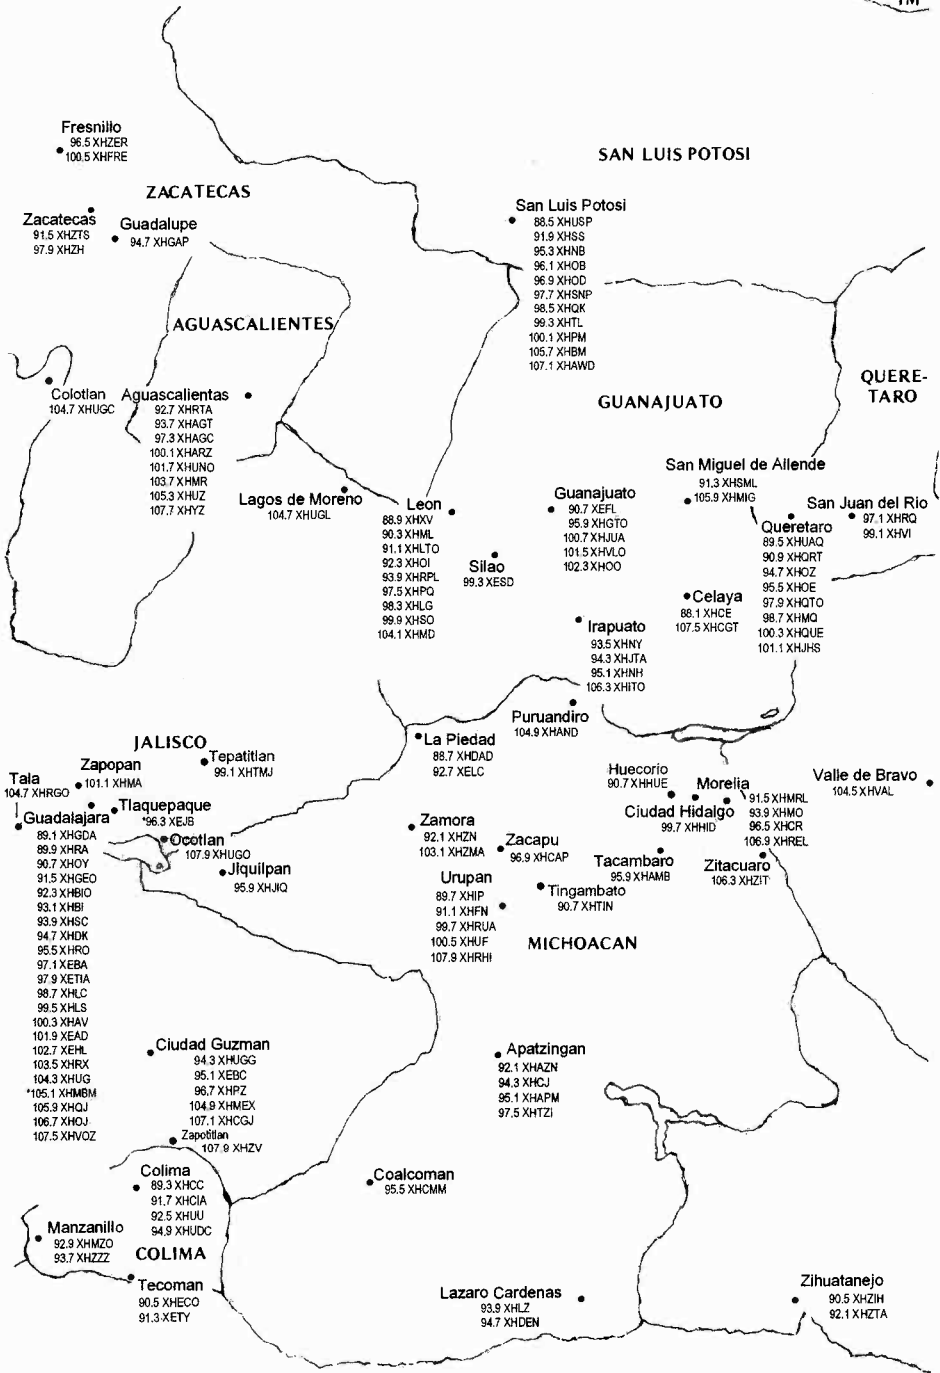 TM
Fresnillo
96.5 XHZER
100.5 XHFRE
SAN LUIS POTOSI
ZACATECAS
Zacatecas
91.5 XHZTS
97.9 XHZH
Guadalupe
94.7 XHGAP
San Luis Potosi
88.5 XHUSP
91.9 XHSS
95.3 XHNB
96.1 XHOB
96.9 XHOD
97.7 XHSNP
98.5 XHQK
99.3 XHTL
100.1 XHPM
105.7 XHBM
107.1 XHAWD
AGUASCALIENTES
Colotlan
104.7 XHUGC
Aguascalientas
92.7 XHRTA
93.7 XHAGT
97.3 XHAGC
100.1 XHARZ
101.7 XHUNO
103.7 XHMR
105.3 XHUZ
107.7 XHYZ
QUERE-
TARO
GUANAJUATO
Lagos de Moreno
104.7 XHUGL
Leon
88.9 XHXV
90.3 XHML
91.1 XHLTO
92.3 XHOI
93.9 XHRPL
97.5 XHPQ
98.3 XHLG
99.9 XHSO
104.1 XHMD
Silao
99.3 XESD
Guanajuato
90.7 XEFL
95.9 XHGTO
100.7 XHJUA
101.5 XHVLO
102.3 XHOO
San Miguel de Allende
91.3 XHSML
105.9 XHMIG
San Juan del Rio
97.1 XHRQ
99.1 XHVI
Queretaro
89.5 XHUAQ
90.9 XHQRT
94.7 XHOZ
95.5 XHOE
97.9 XHQTO
98.7 XHMQ
100.3 XHQUE
101.1 XHJHS
Celaya
88.1 XHCE
107.5 XHCGT
Irapuato
93.5 XHNY
94.3 XHJTA
95.1 XHNH
106.3 XHITO
Puruandiro
104.9 XHAND
La Piedad
88.7 XHDAD
92.7 XELC
JALISCO
Tepatitlan
99.1 XHTMJ
Zapopan
101.1 XHMA
Tala
104.7 XHRGO
Tlaquepaque
*96.3 XEJB
Ocotlan
107.9 XHUGO
Jiquilpan
95.9 XHJIQ
Guadalajara
89.1 XHGDA
89.9 XHRA
90.7 XHOY
91.5 XHGEO
92.3 XHBIO
93.1 XHBI
93.9 XHSC
94.7 XHDK
95.5 XHRO
97.1 XEBA
97.9 XETIA
98.7 XHLC
99.5 XHLS
100.3 XHAV
101.9 XEAD
102.7 XEHL
103.5 XHRX
104.3 XHUG
*105.1 XHMBM
105.9 XHQJ
106.7 XHOJ
107.5 XHVOZ
Huecorio
90.7 XHHUE
Morelia
91.5 XHMRL
93.9 XHMO
96.5 XHCR
106.9 XHREL
Valle de Bravo
104.5 XHVAL
Ciudad Hidalgo
99.7 XHHID
Zamora
92.1 XHZN
103.1 XHZMA
Zacapu
96.9 XHCAP
Tacambaro
95.9 XHAMB
Zitacuaro
106.3 XHZIT
Urupan
89.7 XHIP
91.1 XHFN
99.7 XHRUA
100.5 XHUF
107.9 XHRHI
Tingambato
90.7 XHTIN
MICHOACAN
Ciudad Guzman
94.3 XHUGG
95.1 XEBC
96.7 XHPZ
104.9 XHMEX
107.1 XHCGJ
Zapotitlan
107.9 XHZV
Apatzingan
92.1 XHAZN
94.3 XHCJ
95.1 XHAPM
97.5 XHTZI
Colima
89.3 XHCC
91.7 XHCIA
92.5 XHUU
94.9 XHUDC
Coalcoman
95.5 XHCMM
Manzanillo
92.9 XHMZO
93.7 XHZZZ
COLIMA
Tecoman
90.5 XHECO
91.3 XETY
Lazaro Cardenas
93.9 XHLZ
94.7 XHDEN
Zihuatanejo
90.5 XHZIH
92.1 XHZTA